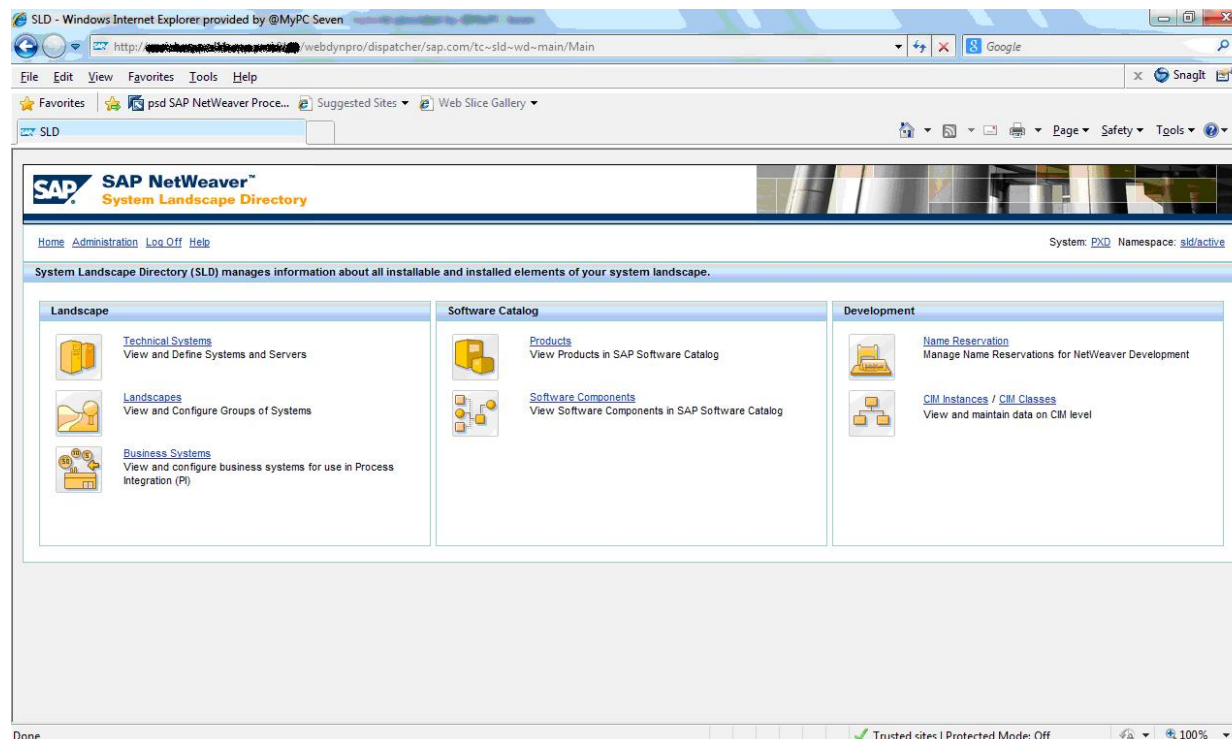 SLD - Windows Internet Explorer provided by @MyPC Seven
http:// /webdynpro/dispatcher/sap.com/tc~sld~wd~main/Main
Google
File Edit View Favorites Tools Help
x SnagIt
Favorites psd SAP NetWeaver Proce... Suggested Sites Web Slice Gallery
SLD
Page Safety Tools
SAP
SAP NetWeaver™
System Landscape Directory
Home Administration Log Off Help
System: PXD Namespace: sld/active
System Landscape Directory (SLD) manages information about all installable and installed elements of your system landscape.
Landscape
Technical Systems
View and Define Systems and Servers
Landscapes
View and Configure Groups of Systems
Business Systems
View and configure business systems for use in Process
Integration (PI)
Software Catalog
Products
View Products in SAP Software Catalog
Software Components
View Software Components in SAP Software Catalog
Development
Name Reservation
Manage Name Reservations for NetWeaver Development
CIM Instances / CIM Classes
View and maintain data on CIM level
Done
Trusted sites | Protected Mode: Off
100%